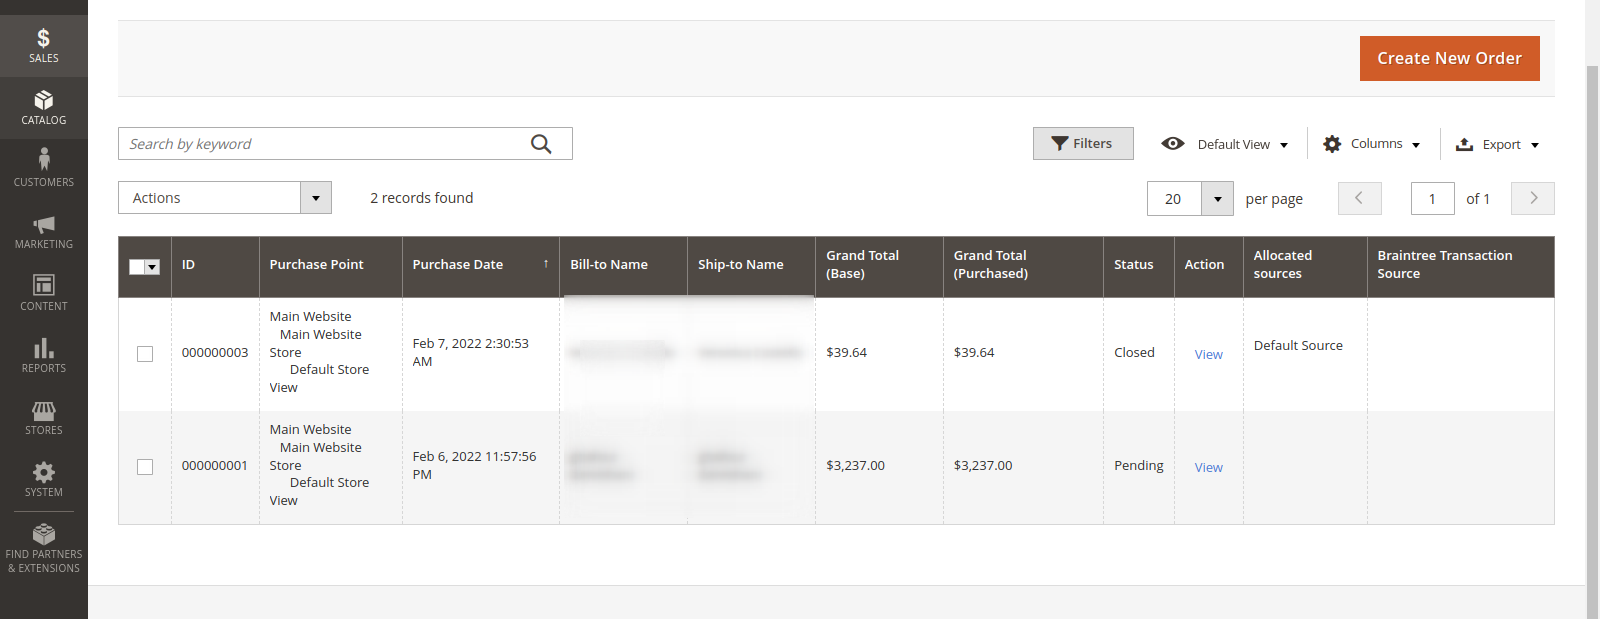 SALES
CATALOG
CUSTOMERS
MARKETING
CONTENT
REPORTS
STORES
SYSTEM
FIND PARTNERS
& EXTENSIONS
Create New Order
Search by keyword
Filters
Default View
Columns
Export
Actions
2 records found
20
per page
1
of 1
ID
Purchase Point
Purchase Date ↑
Bill-to Name
Ship-to Name
Grand Total
(Base)
Grand Total
(Purchased)
Status
Action
Allocated
sources
Braintree Transaction
Source
000000003
Main Website
Main Website
Store
Default Store
View
Feb 7, 2022 2:30:53
AM
$39.64
$39.64
Closed
View
Default Source
000000001
Main Website
Main Website
Store
Default Store
View
Feb 6, 2022 11:57:56
PM
$3,237.00
$3,237.00
Pending
View